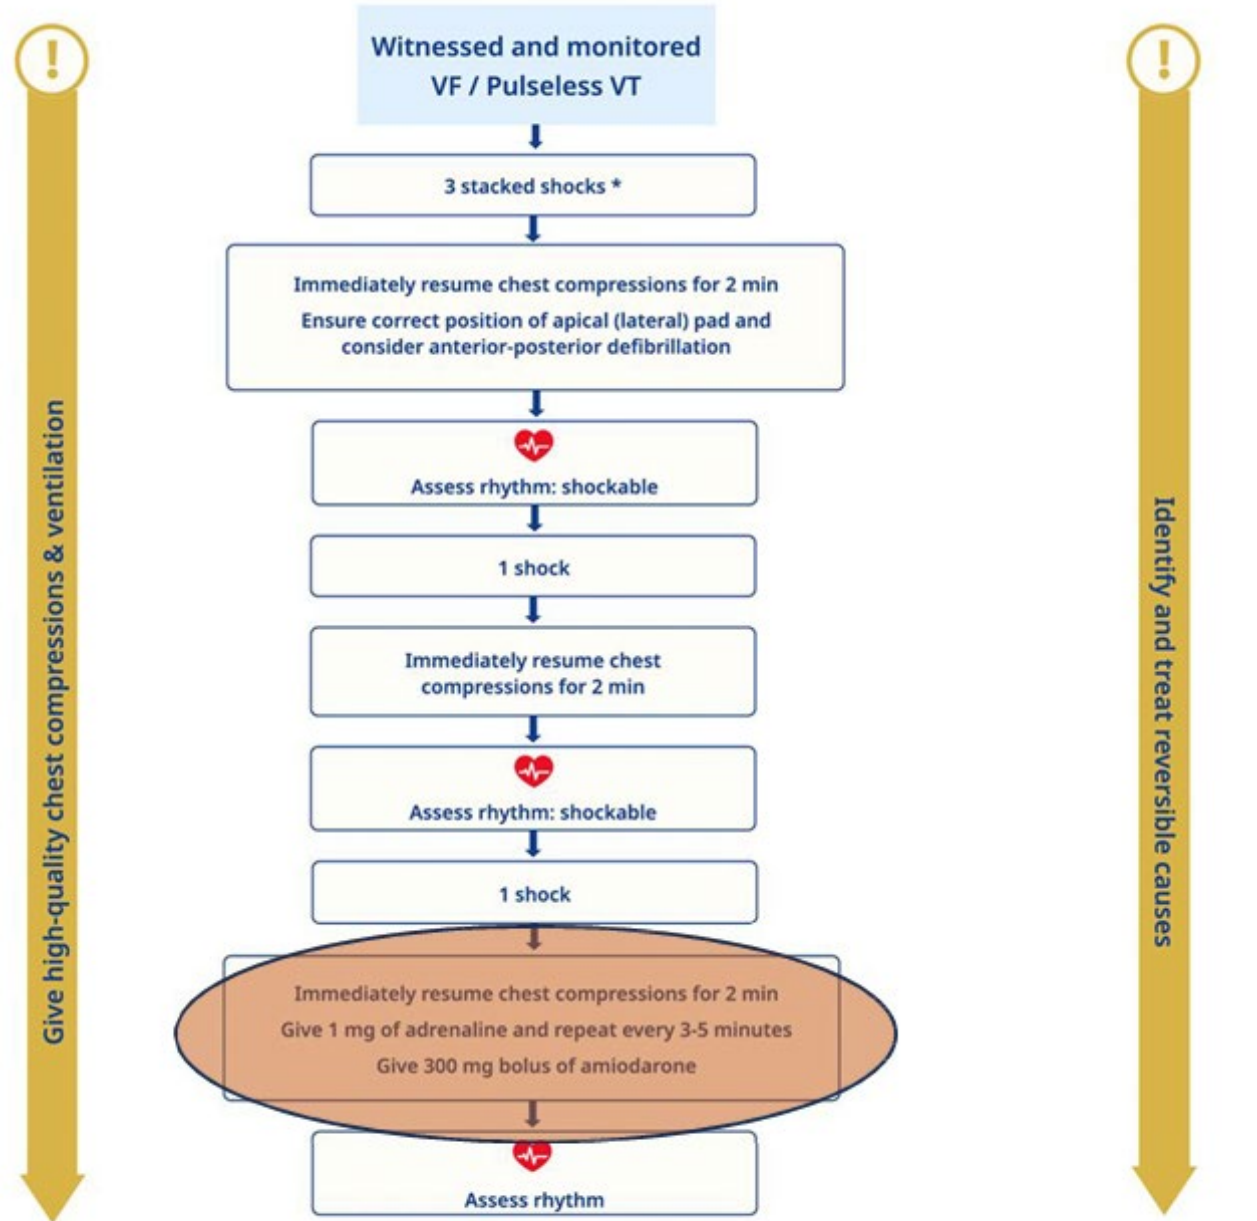 !
!
Witnessed and monitored
VF / Pulseless VT
3 stacked shocks *
Immediately resume chest compressions for 2 min
Ensure correct position of apical (lateral) pad and
consider anterior-posterior defibrillation
Assess rhythm: shockable
1 shock
Immediately resume chest
compressions for 2 min
Assess rhythm: shockable
1 shock
Immediately resume chest compressions for 2 min
Give 1 mg of adrenaline and repeat every 3-5 minutes
Give 300 mg bolus of amiodarone
Assess rhythm
Give high-quality chest compressions & ventilation
Identify and treat reversible causes